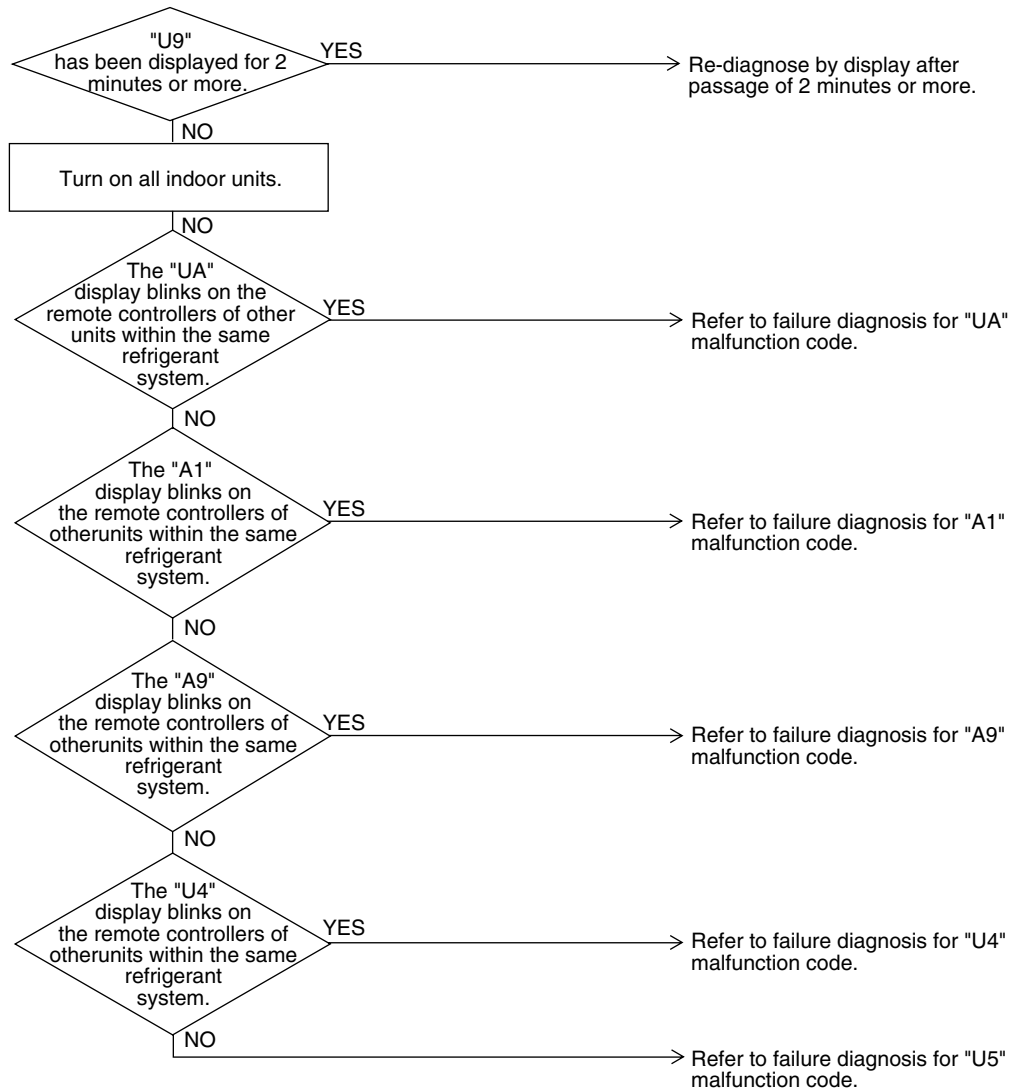 "U9"
has been displayed for 2
minutes or more.
YES
Re-diagnose by display after
passage of 2 minutes or more.
NO
Turn on all indoor units.
NO
The "UA"
display blinks on the
remote controllers of other
units within the same
refrigerant
system.
YES
Refer to failure diagnosis for "UA"
malfunction code.
NO
The "A1"
display blinks on
the remote controllers of
otherunits within the same
refrigerant
system.
YES
Refer to failure diagnosis for "A1"
malfunction code.
NO
The "A9"
display blinks on
the remote controllers of
otherunits within the same
refrigerant
system.
YES
Refer to failure diagnosis for "A9"
malfunction code.
NO
The "U4"
display blinks on
the remote controllers of
otherunits within the same
refrigerant
system.
YES
Refer to failure diagnosis for "U4"
malfunction code.
NO
Refer to failure diagnosis for "U5"
malfunction code.